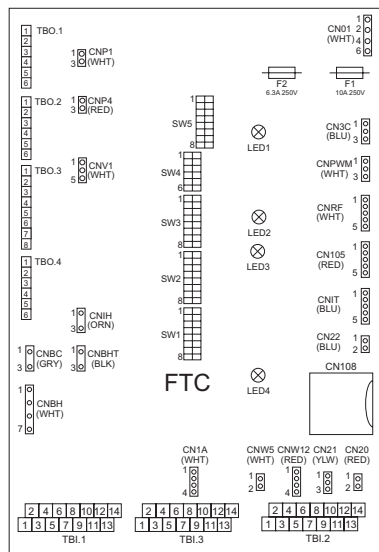 TBO.1
1
2
3
4
5
6
1
3
CNP1
(WHT)
TBO.2
1
2
3
4
5
6
1
3
CNP4
(RED)
TBO.3
1
2
3
4
5
6
7
8
1
5
CNV1
(WHT)
TBO.4
1
2
3
4
5
6
1
3
CNIH
(ORN)
1
3
CNBC
(GRY)
1
3
CNBHT
(BLK)
1
7
CNBH
(WHT)
1
SW5
8
1
SW4
6
1
SW3
8
1
SW2
8
1
SW1
8
FTC
LED1
LED2
LED3
LED4
F2
6.3A 250V
F1
10A 250V
CN01
(WHT)
1
2
4
6
CN3C
(BLU)
1
3
CNPWM
(WHT)
1
3
CNRF
(WHT)
1
5
CN105
(RED)
1
5
CNIT
(BLU)
1
5
CN22
(BLU)
1
2
CN108
CN1A
(WHT)
1
4
CNW5
(WHT)
1
2
CNW12
(RED)
1
4
CN21
(YLW)
1
3
CN20
(RED)
1
2
2 4 6 8 10 12 14
1 3 5 7 9 11 13
TBI.1
2 4 6 8 10 12 14
1 3 5 7 9 11 13
TBI.3
2 4 6 8 10 12 14
1 3 5 7 9 11 13
TBI.2